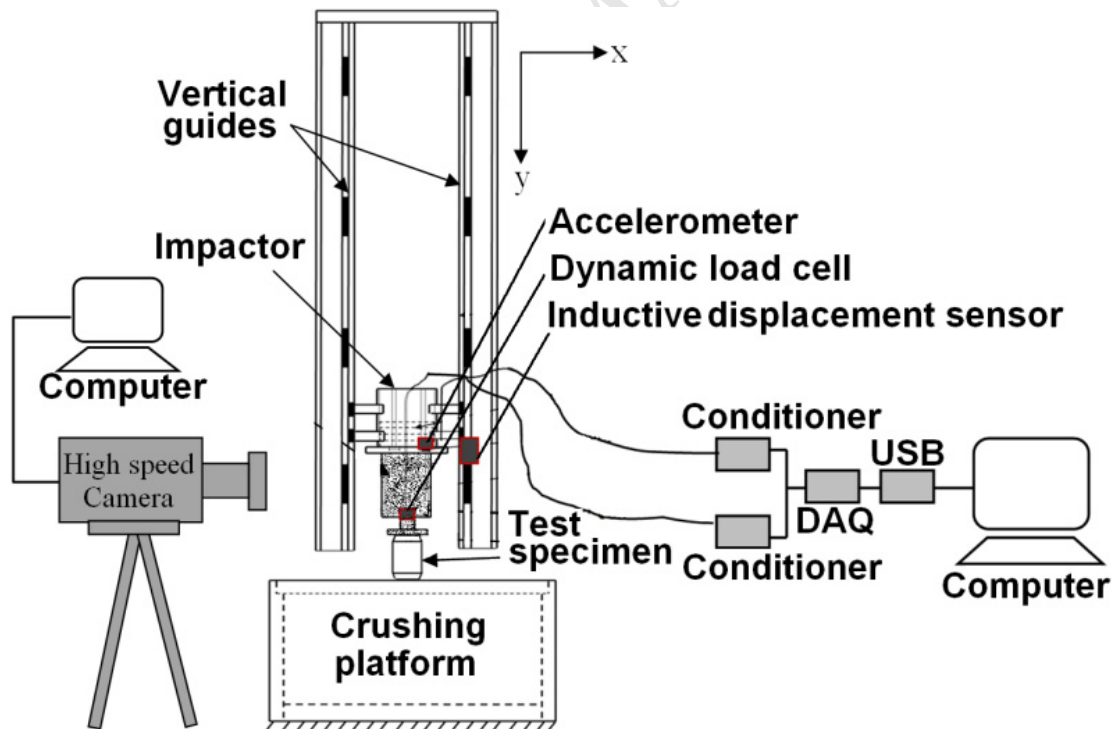 x
Vertical
guides
y
Accelerometer
Impactor
Dynamic load cell
Inductive displacement sensor
Computer
Conditioner
High speed
Camera
USB
DAQ
Test
specimen
Conditioner
Computer
Crushing
platform